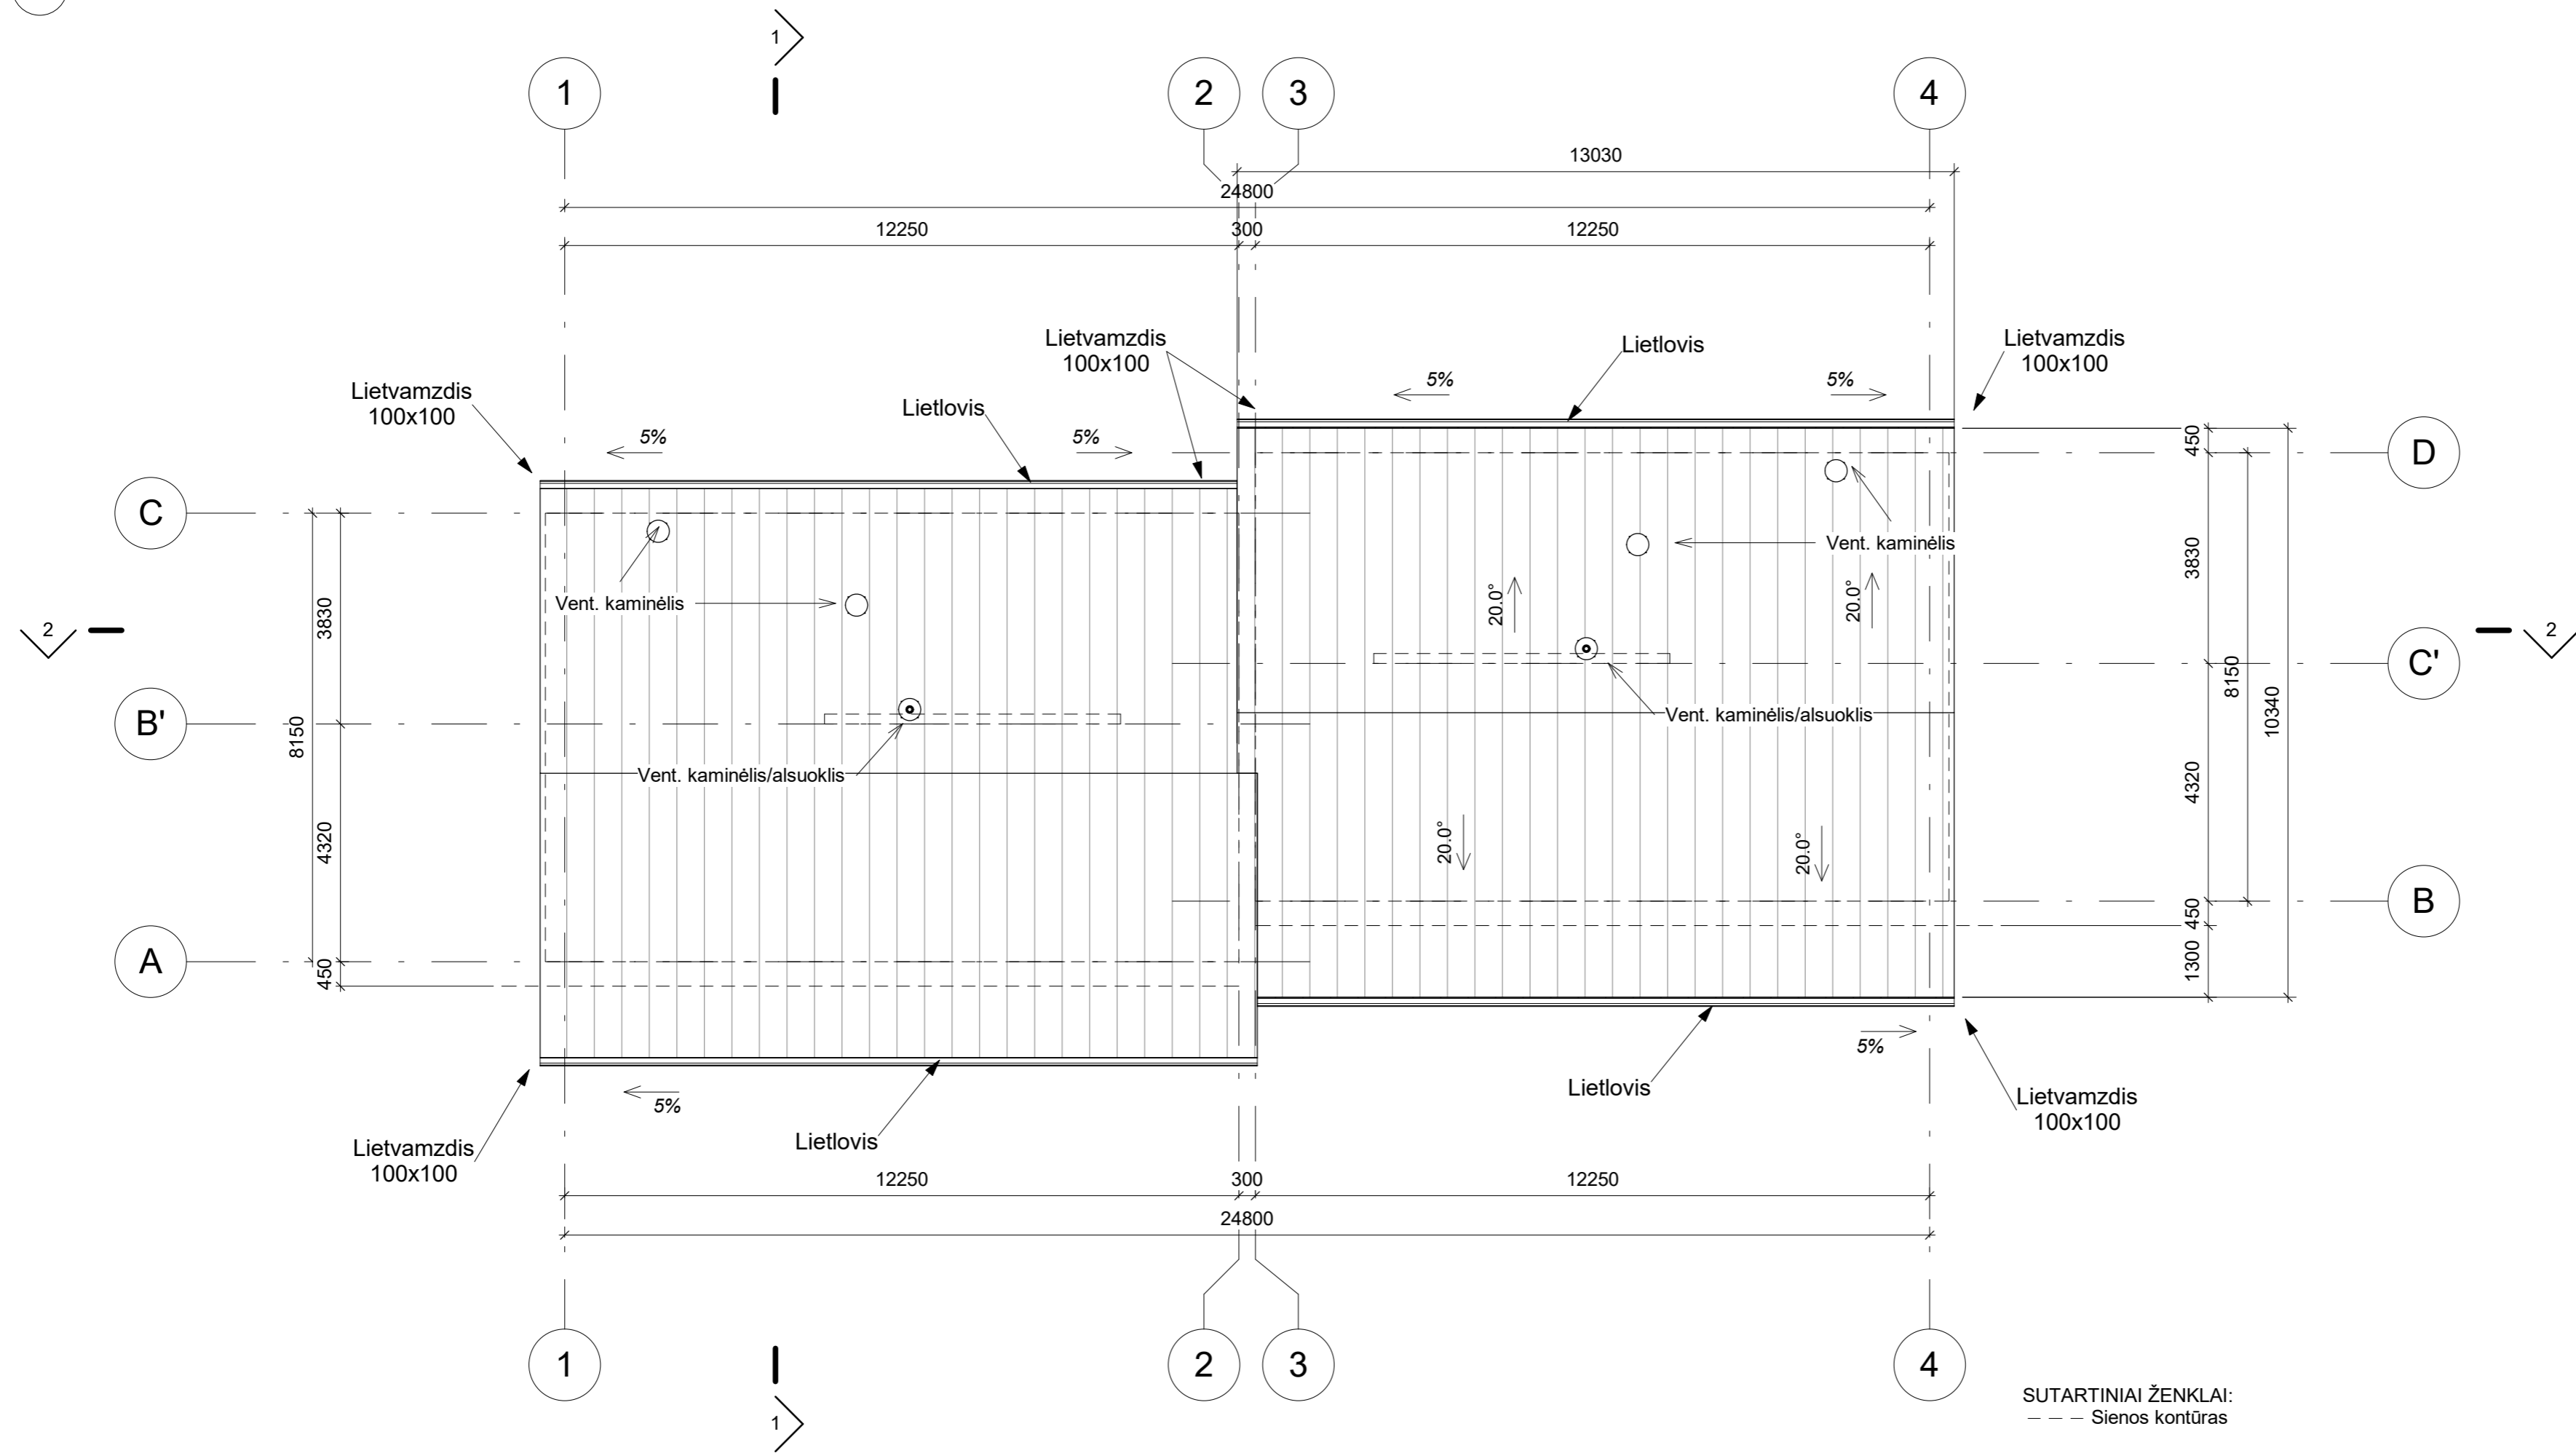 1
1
2
3
4
13030
24800
12250
300
12250
Lietvamzdis
100x100
Lietlovis
Lietvamzdis
100x100
Lietvamzdis
100x100
Lietlovis
5%
5%
5%
5%
C
D
450
Vent. kaminėlis
Vent. kaminėlis
3830
3830
20.0°
20.0°
2
2
B'
C'
8150
8150
10340
Vent. kaminėlis/alsuoklis
Vent. kaminėlis/alsuoklis
4320
4320
20.0°
20.0°
A
B
450
450
1300
5%
5%
Lietlovis
Lietlovis
Lietvamzdis
100x100
Lietvamzdis
100x100
12250
300
12250
24800
1
2
3
4
1
SUTARTINIAI ŽENKLAI:
Sienos kontūras